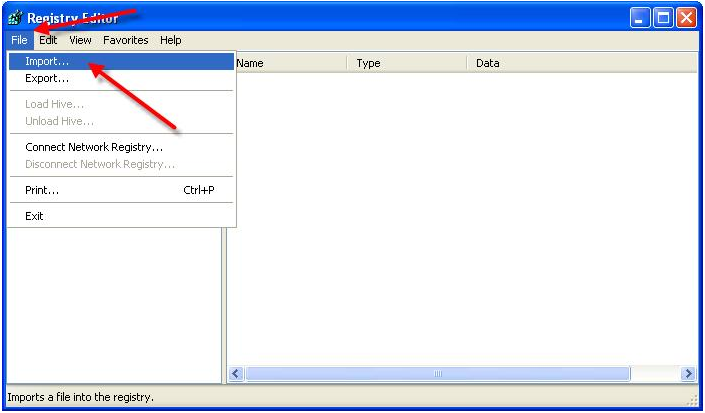 Registry Editor
File Edit View Favorites Help
Import...
Export...
Load Hive...
Unload Hive...
Connect Network Registry...
Disconnect Network Registry...
Print... Ctrl+P
Exit
Name Type Data
Imports a file into the registry.